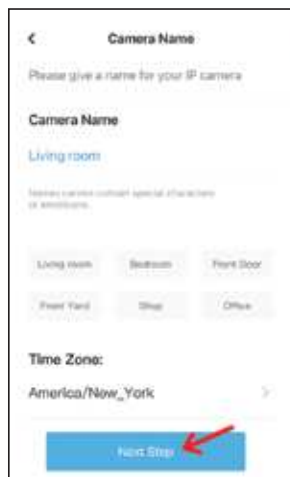 Camera Name
Please give a name for your IP camera
Camera Name
Living room
Names cannot contain special characters
or emoticons.
Living room Bedroom Front Door
Front Yard Shop Office
Time Zone:
America/New_York
Next Step